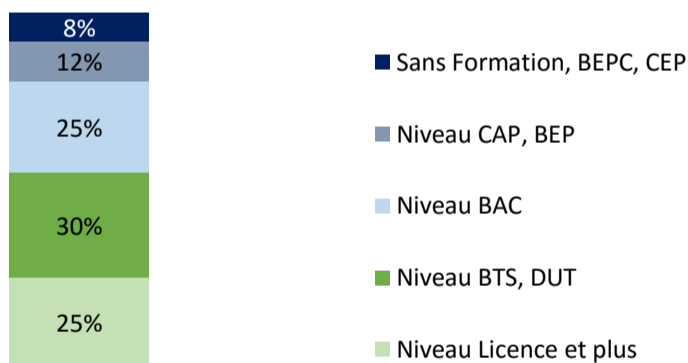 8%
12%
25%
30%
25%
Sans Formation, BEPC, CEP
Niveau CAP, BEP
Niveau BAC
Niveau BTS, DUT
Niveau Licence et plus